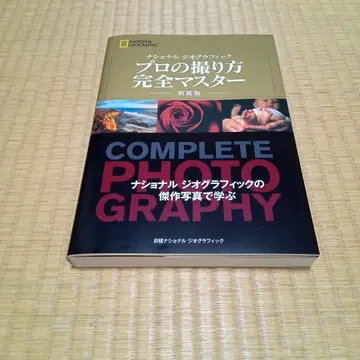 NATIONAL
GEOGRAPHIC
ナショナル ジオグラフィック
プロの撮り方
完全マスター
新装版
COMPLETE
PHOTO
GRAPHY
ナショナル ジオグラフィックの
傑作写真で学ぶ
日経ナショナル ジオグラフィック